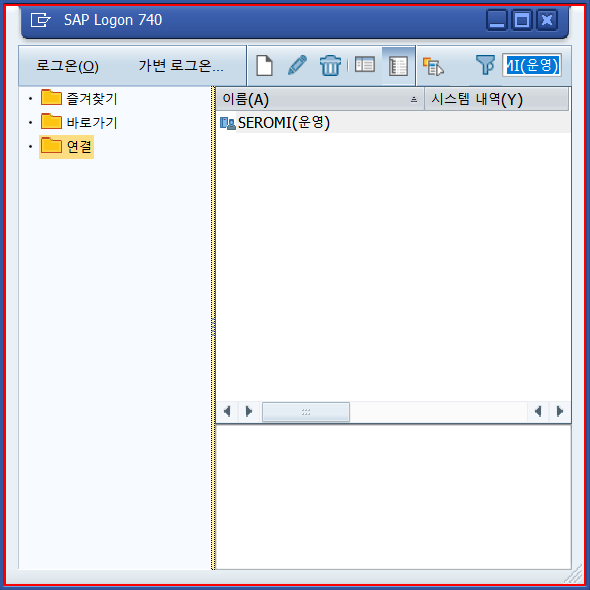 SAP Logon 740
로그온(O) 가변 로그온... MI(운영)
즐겨찾기
바로가기
연결
이름(A) 시스템 내역(Y)
SEROMI(운영)